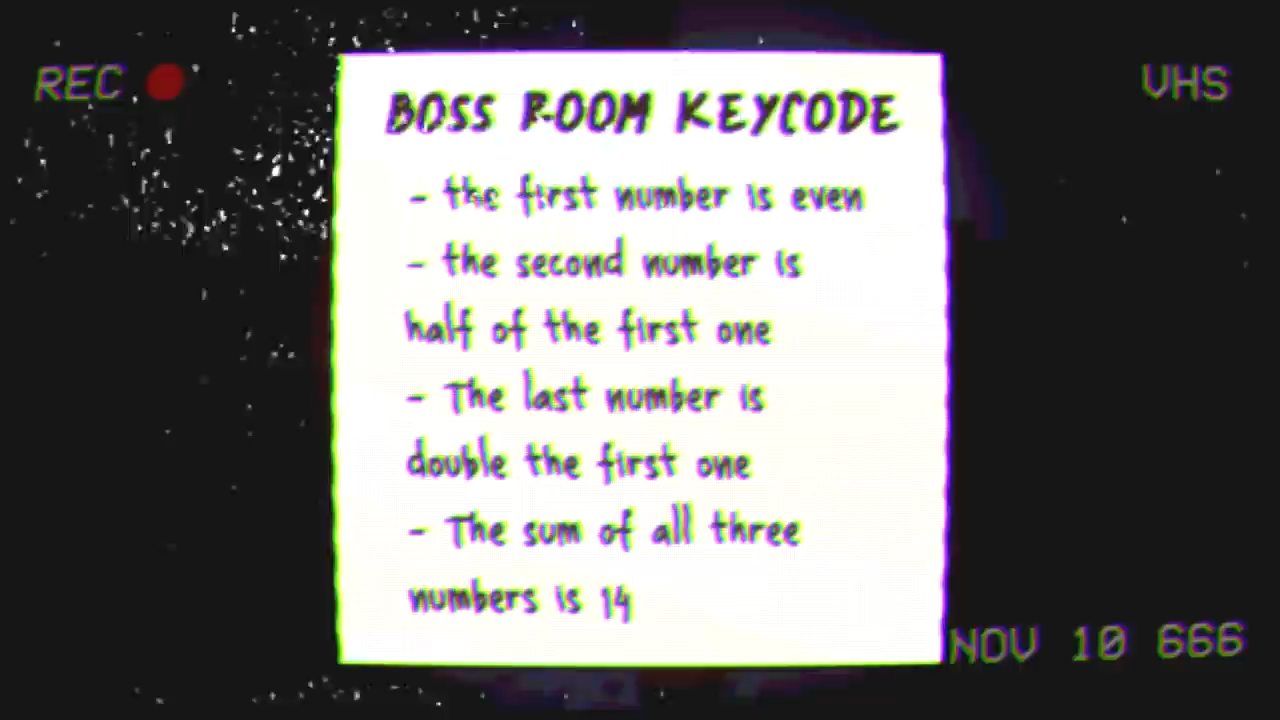 REC
VHS
BOSS ROOM KEYCODE
- the first number is even
- the second number is
half of the first one
- The last number is
double the first one
- The sum of all three
numbers is 14
NOV 10 666